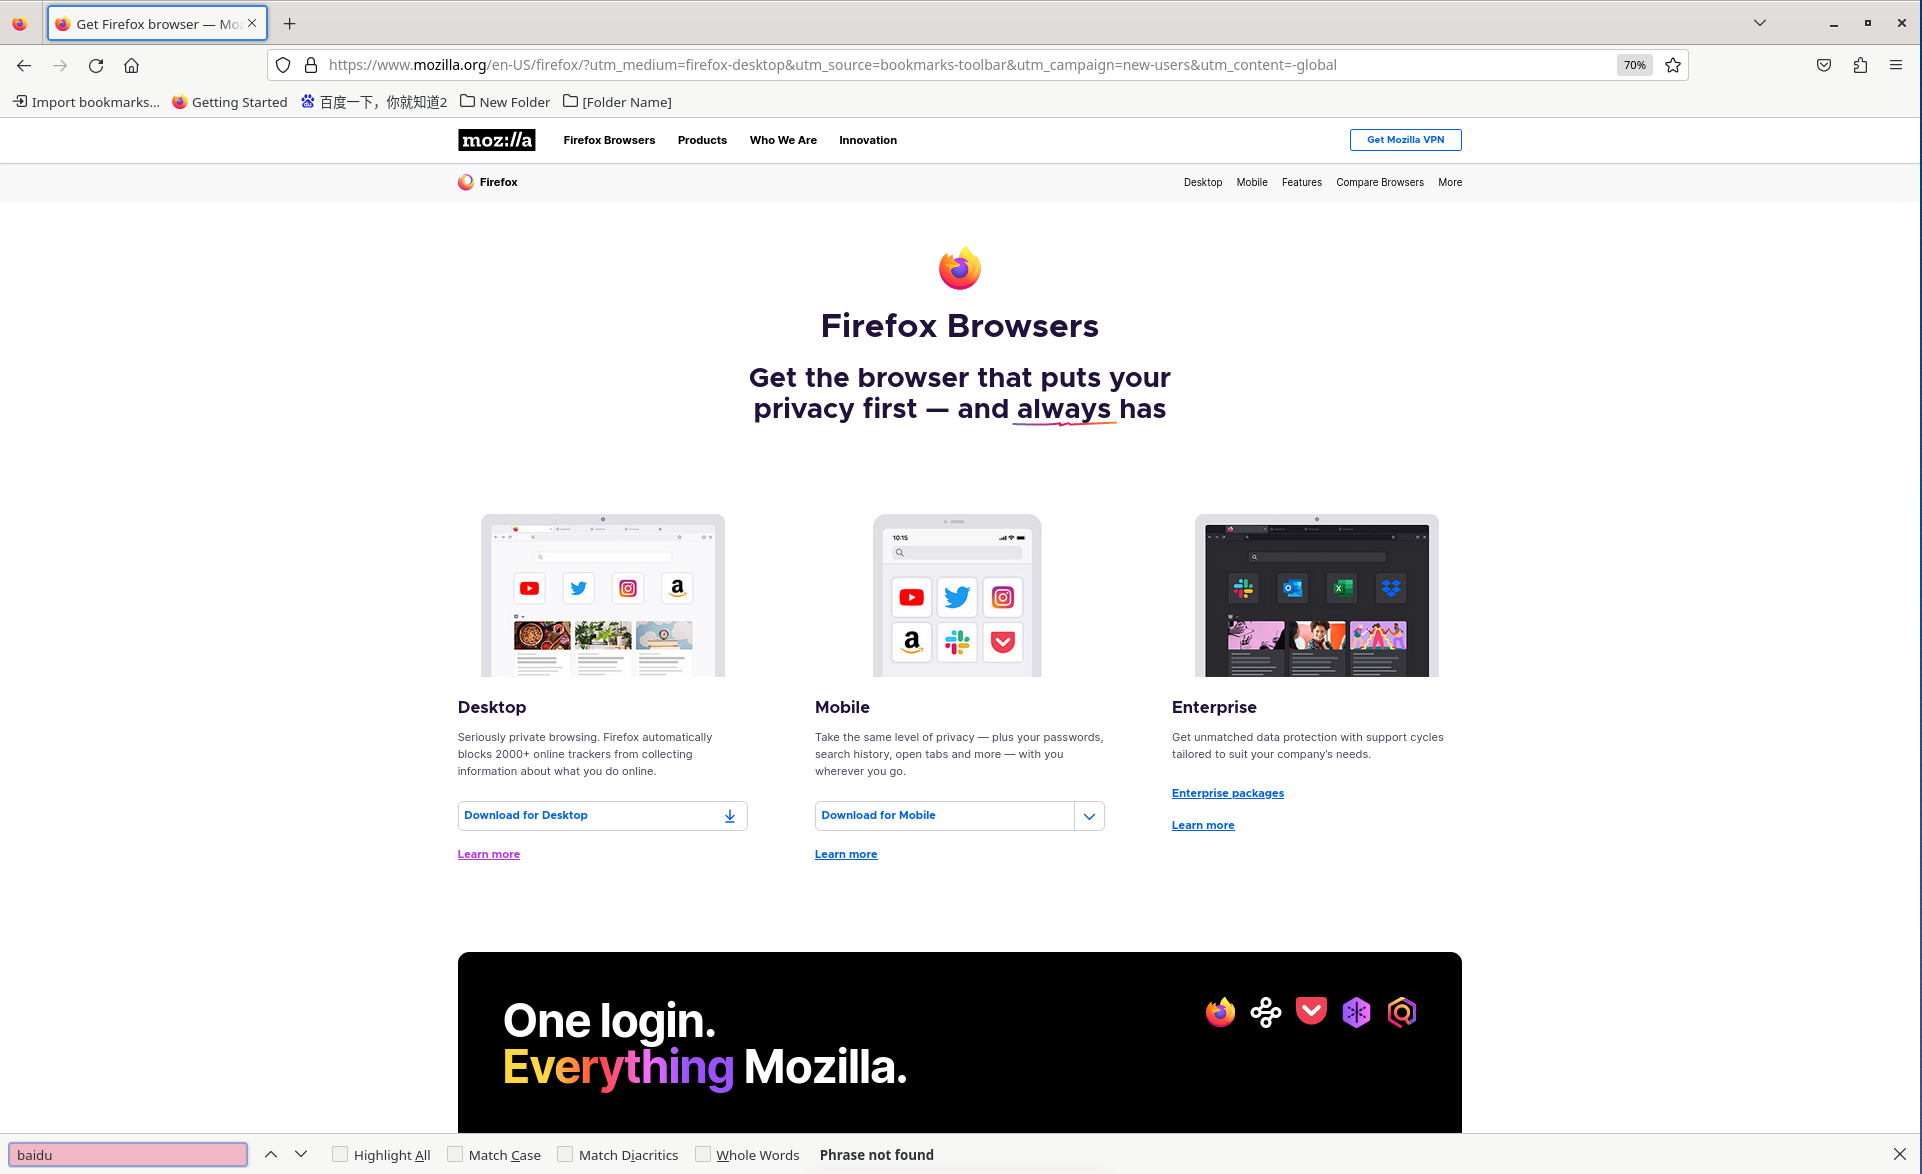 Get Firefox browser — Mo
https://www.mozilla.org/en-US/firefox/?utm_medium=firefox-desktop&utm_source=bookmarks-toolbar&utm_campaign=new-users&utm_content=-global
70%
Import bookmarks... Getting Started 百度一下，你就知道2 New Folder [Folder Name]
moz://a Firefox Browsers Products Who We Are Innovation Get Mozilla VPN
Firefox Desktop Mobile Features Compare Browsers More
Firefox Browsers
Get the browser that puts your
privacy first — and always has
10:15
Desktop
Seriously private browsing. Firefox automatically
blocks 2000+ online trackers from collecting
information about what you do online.
Download for Desktop
Learn more
Mobile
Take the same level of privacy — plus your passwords,
search history, open tabs and more — with you
wherever you go.
Download for Mobile
Learn more
Enterprise
Get unmatched data protection with support cycles
tailored to suit your company's needs.
Enterprise packages
Learn more
One login.
Everything Mozilla.
baidu Highlight All Match Case Match Diacritics Whole Words Phrase not found